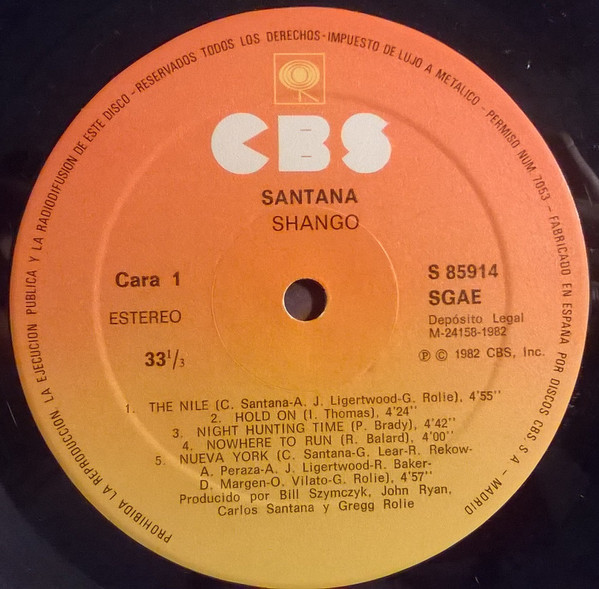 PROHIBIDA LA REPRODUCCION, LA EJECUCION PUBLICA Y LA RADIODIFUSION DE ESTE DISCO - RESERVADOS TODOS LOS DERECHOS - IMPUESTO DE LUJO A METALICO - PERMISO NUM. 7053 - FABRICADO EN ESPAÑA POR DISCOS CBS, S A - MADRID
CBS
SANTANA
SHANGO
Cara 1
ESTEREO
33 1/3
S 85914
SGAE
Depósito Legal
M-24158-1982
Ⓟ © 1982 CBS, Inc.
1. THE NILE (C. Santana-A. J. Ligertwood-G. Rolie), 4'55"
2. HOLD ON (I. Thomas), 4'24"
3. NIGHT HUNTING TIME (P. Brady), 4'42"
4. NOWHERE TO RUN (R. Balard), 4'00"
5. NUEVA YORK (C. Santana-G. Lear-R. Rekow-
A. Peraza-A. J. Ligertwood-R. Baker-
D. Margen-O. Vilato-G. Rolie), 4'57"
Producido por Bill Szymczyk, John Ryan,
Carlos Santana y Gregg Rolie